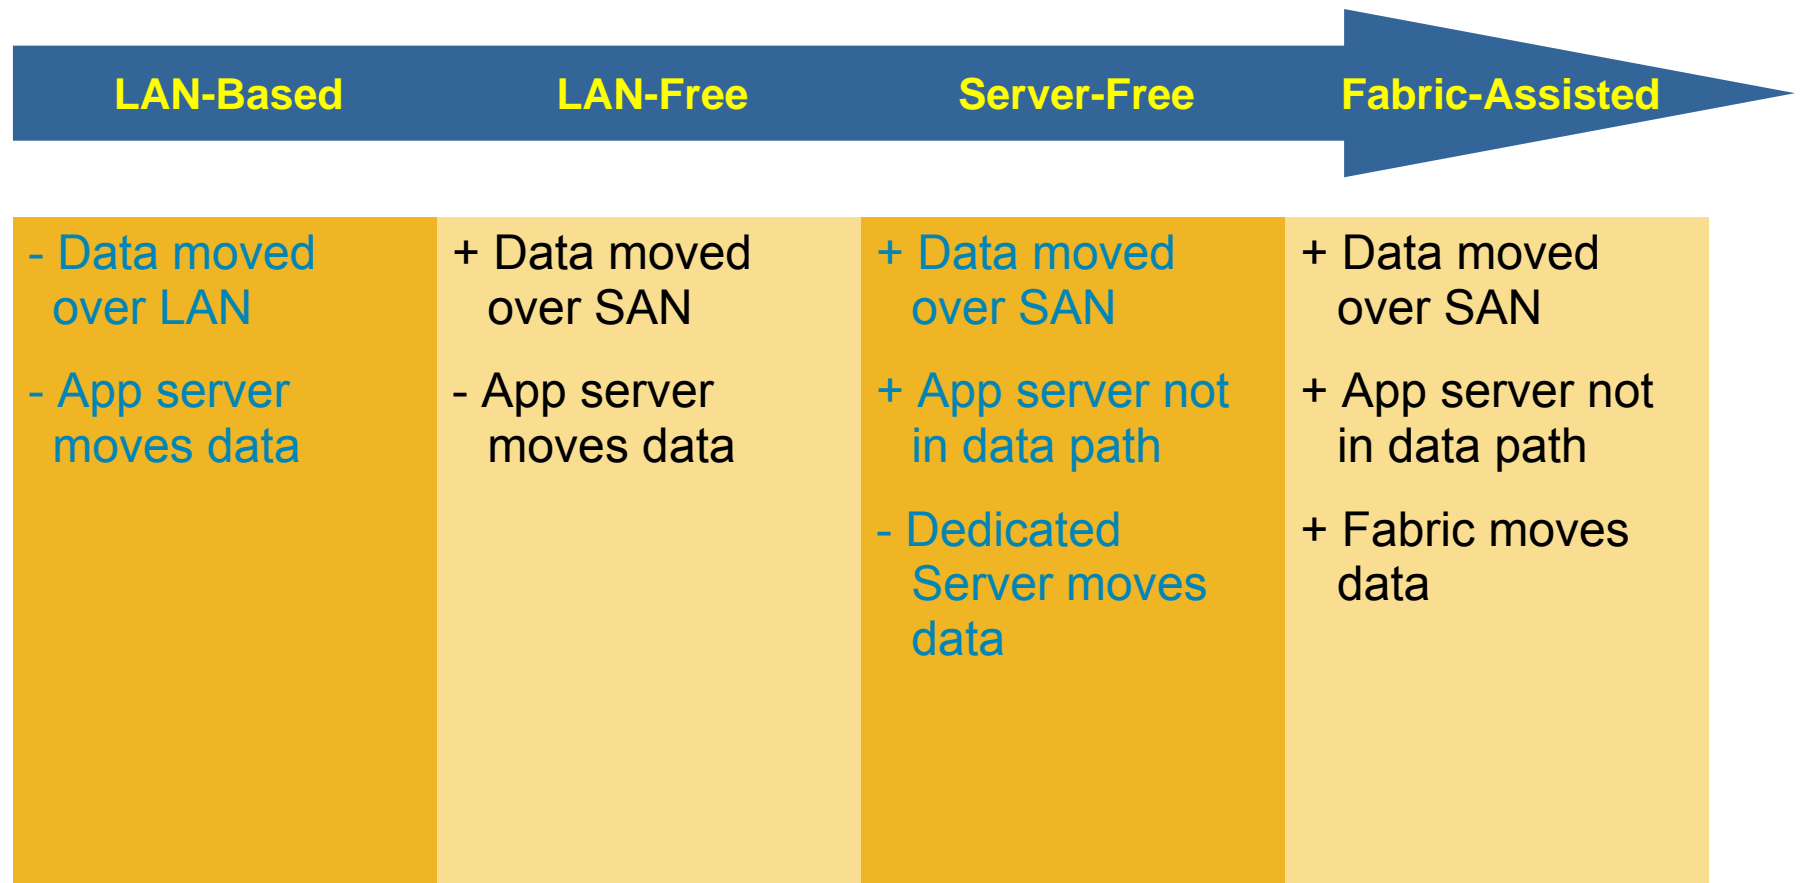 LAN-Based
LAN-Free
Server-Free
Fabric-Assisted
- Data moved
over LAN
- App server
moves data
+ Data moved
over SAN
- App server
moves data
+ Data moved
over SAN
+ App server not
in data path
- Dedicated
Server moves
data
+ Data moved
over SAN
+ App server not
in data path
+ Fabric moves
data